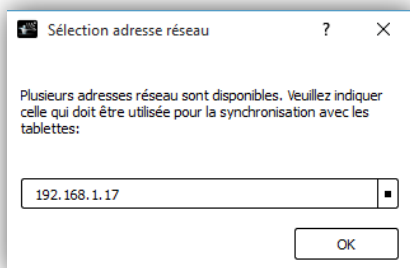 Sélection adresse réseau
Plusieurs adresses réseau sont disponibles. Veuillez indiquer
celle qui doit être utilisée pour la synchronisation avec les
tablettes:
192.168.1.17
OK